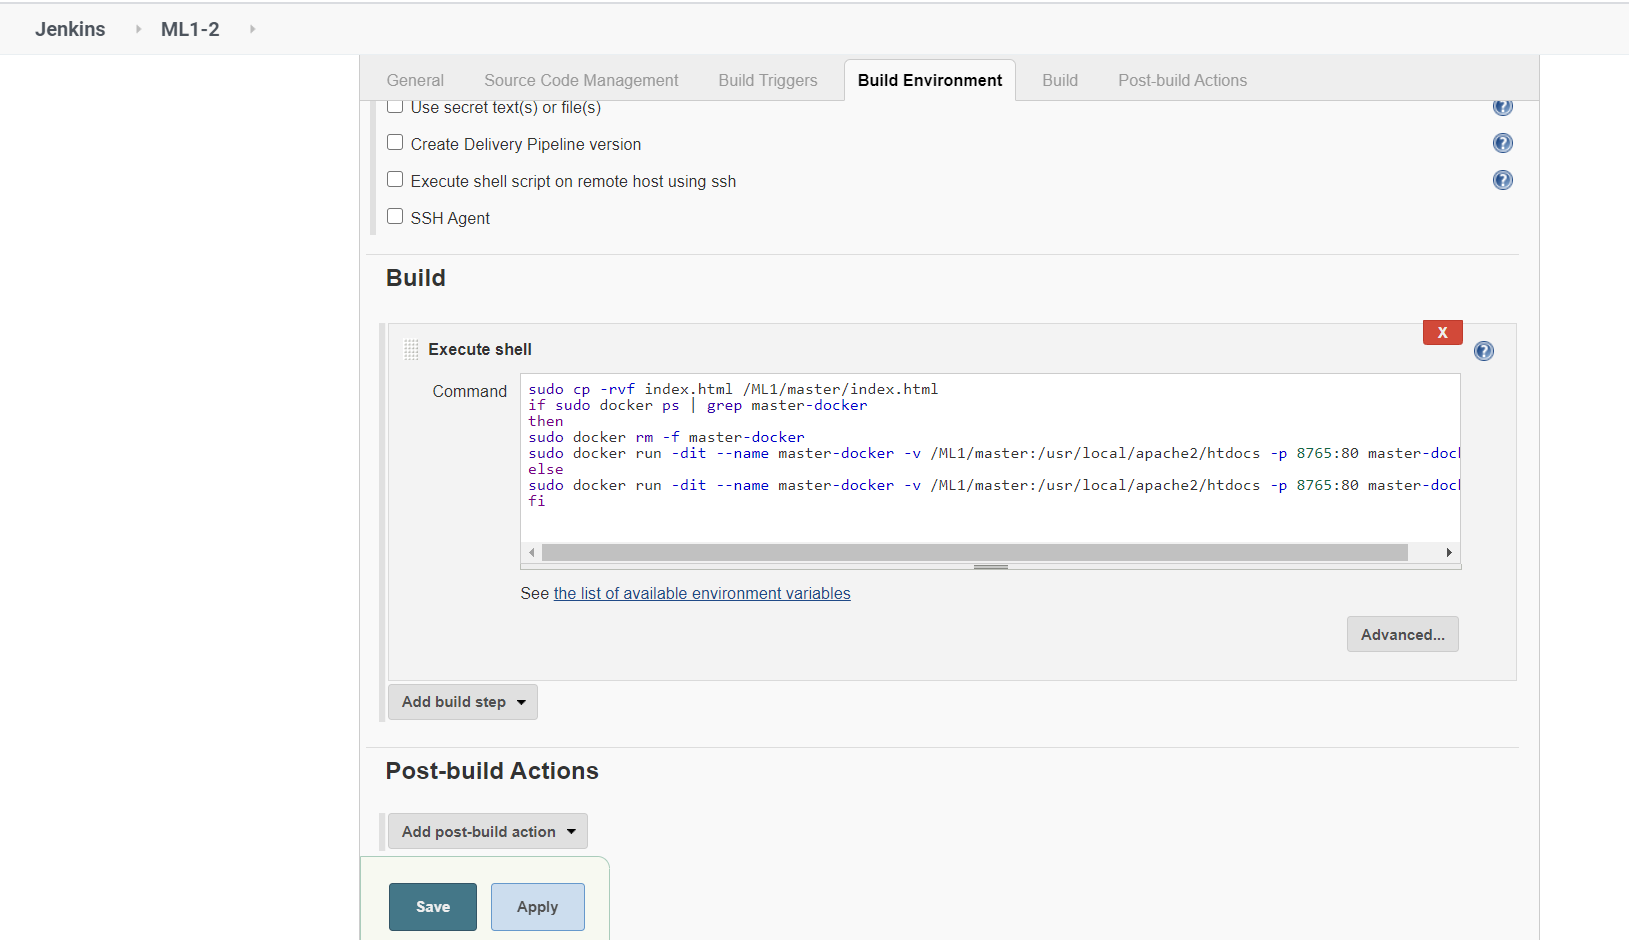 Jenkins ML1-2
General Source Code Management Build Triggers Build Environment Build Post-build Actions
Use secret text(s) or file(s)
Create Delivery Pipeline version
Execute shell script on remote host using ssh
SSH Agent
Build
X
Execute shell
Command
sudo cp -rvf index.html /ML1/master/index.html
if sudo docker ps | grep master-docker
then
sudo docker rm -f master-docker
sudo docker run -dit --name master-docker -v /ML1/master:/usr/local/apache2/htdocs -p 8765:80 master-doc
else
sudo docker run -dit --name master-docker -v /ML1/master:/usr/local/apache2/htdocs -p 8765:80 master-doc
fi
See the list of available environment variables
Advanced...
Add build step
Post-build Actions
Add post-build action
Save Apply